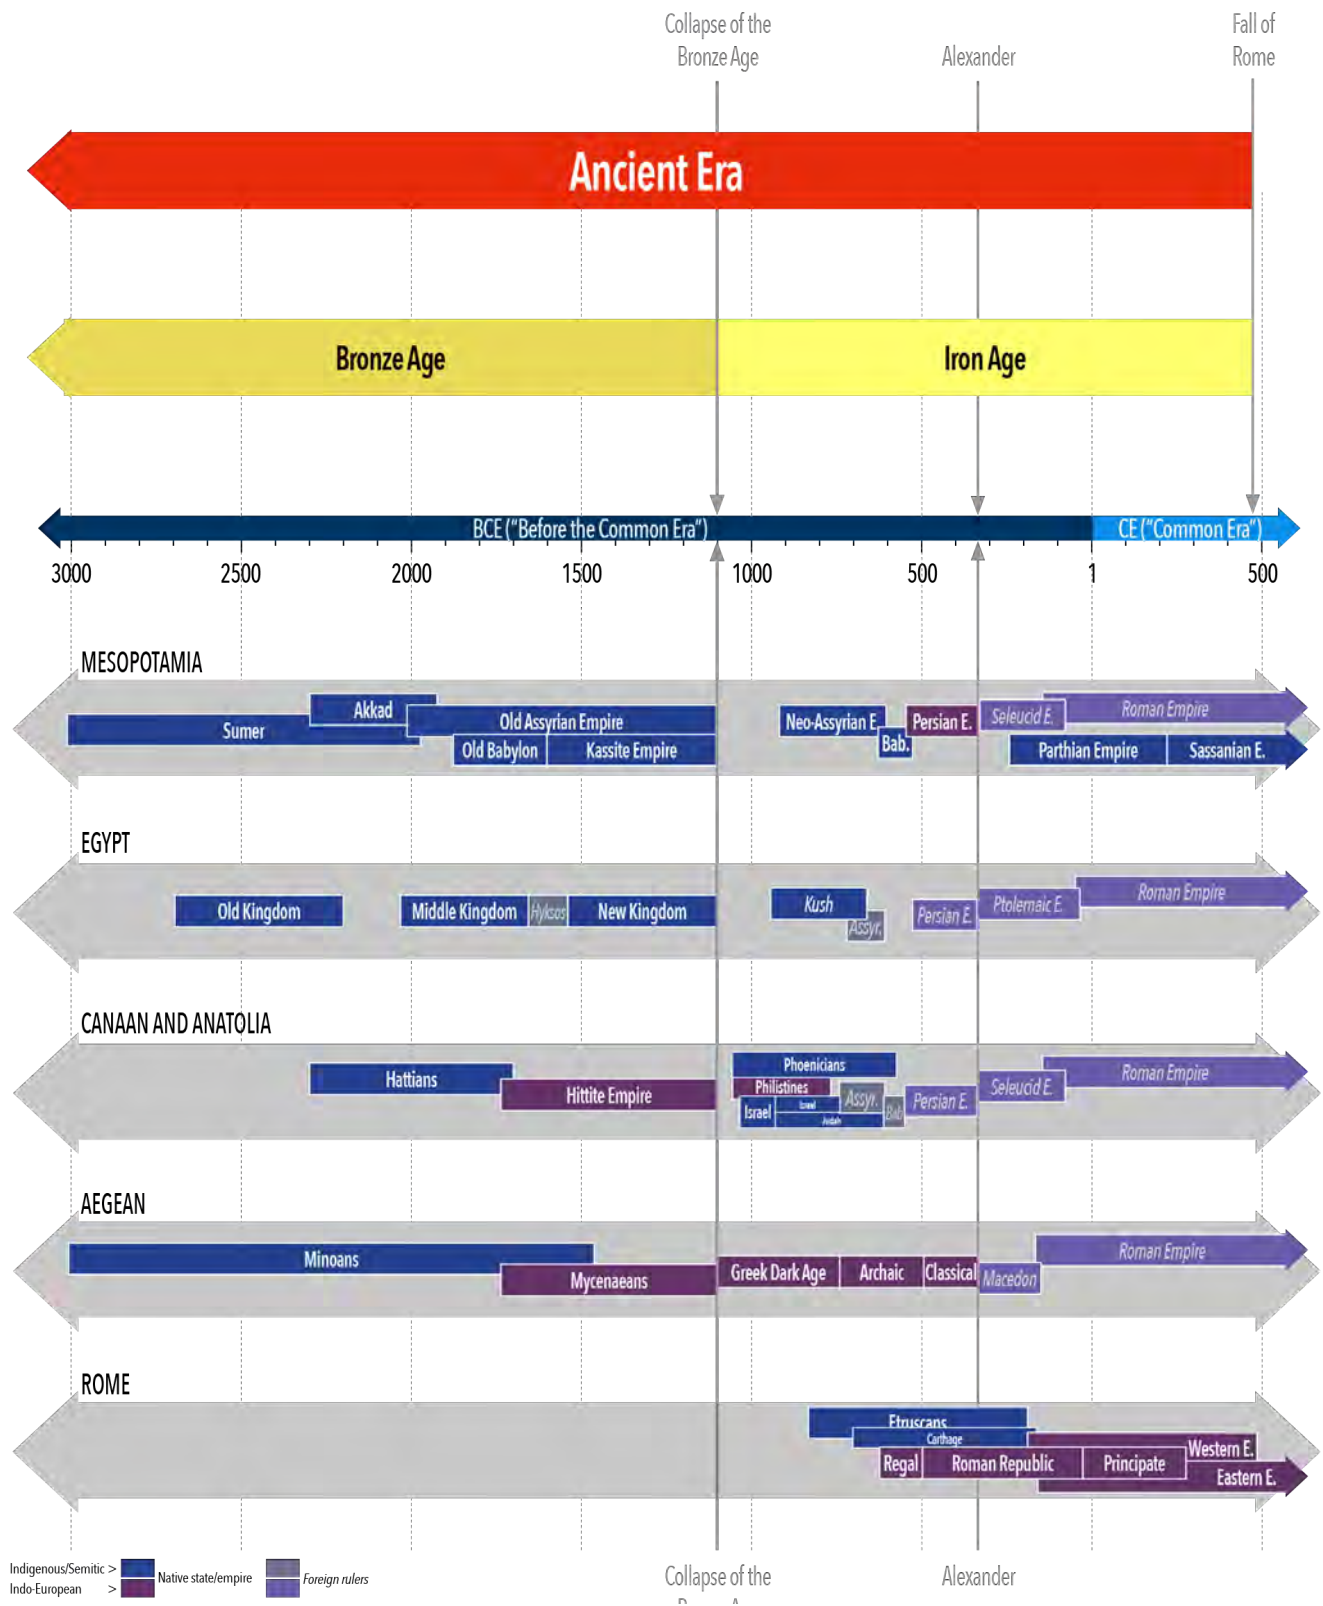 Collapse of the
Bronze Age
Alexander
Fall of
Rome
Ancient Era
Bronze Age
Iron Age
BCE (“Before the Common Era”)
CE (“Common Era”)
3000 2500 2000 1500 1000 500 1 500
MESOPOTAMIA
Sumer
Akkad
Old Assyrian Empire
Old Babylon
Kassite Empire
Neo-Assyrian E.
Bab.
Persian E.
Seleucid E.
Roman Empire
Parthian Empire
Sassanian E.
EGYPT
Old Kingdom
Middle Kingdom
Hyksos
New Kingdom
Kush
Assyr.
Persian E.
Ptolemaic E.
Roman Empire
CANAAN AND ANATOLIA
Hattians
Hittite Empire
Phoenicians
Philistines
Israel
Israel
Judah
Assyr.
Bab.
Persian E.
Seleucid E.
Roman Empire
AEGEAN
Minoans
Mycenaeans
Greek Dark Age
Archaic
Classical
Macedon
Roman Empire
ROME
Etruscans
Carthage
Regal
Roman Republic
Principate
Western E.
Eastern E.
Indigenous/Semitic >
Indo-European >
Native state/empire
Foreign rulers
Collapse of the
Alexander